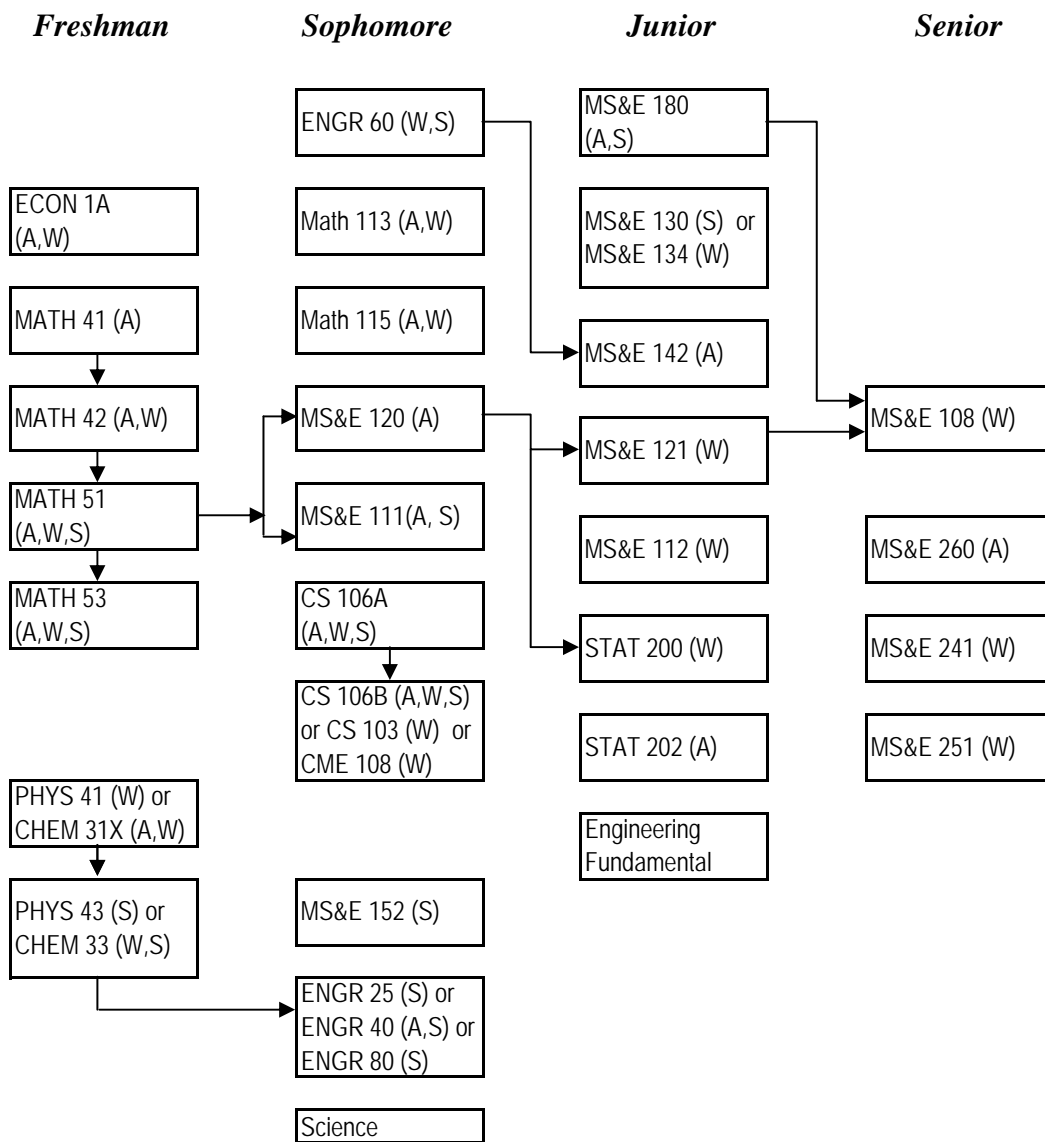 Freshman
Sophomore
Junior
Senior
ECON 1A
(A,W)
MATH 41 (A)
MATH 42 (A,W)
MATH 51
(A,W,S)
MATH 53
(A,W,S)
PHYS 41 (W) or
CHEM 31X (A,W)
PHYS 43 (S) or
CHEM 33 (W,S)
ENGR 60 (W,S)
Math 113 (A,W)
Math 115 (A,W)
MS&E 120 (A)
MS&E 111(A, S)
CS 106A
(A,W,S)
CS 106B (A,W,S)
or CS 103 (W) or
CME 108 (W)
MS&E 152 (S)
ENGR 25 (S) or
ENGR 40 (A,S) or
ENGR 80 (S)
Science
MS&E 180
(A,S)
MS&E 130 (S) or
MS&E 134 (W)
MS&E 142 (A)
MS&E 121 (W)
MS&E 112 (W)
STAT 200 (W)
STAT 202 (A)
Engineering
Fundamental
MS&E 108 (W)
MS&E 260 (A)
MS&E 241 (W)
MS&E 251 (W)